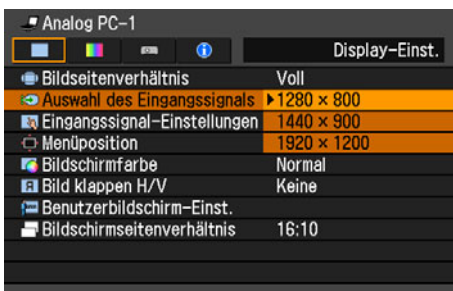 Analog PC-1
Display-Einst.
Bildseitenverhältnis Voll
Auswahl des Eingangssignals 1280 × 800
Eingangssignal-Einstellungen 1440 × 900
Menüposition 1920 × 1200
Bildschirmfarbe Normal
Bild klappen H/V Keine
Benutzerbildschirm-Einst.
Bildschirmseitenverhältnis 16:10